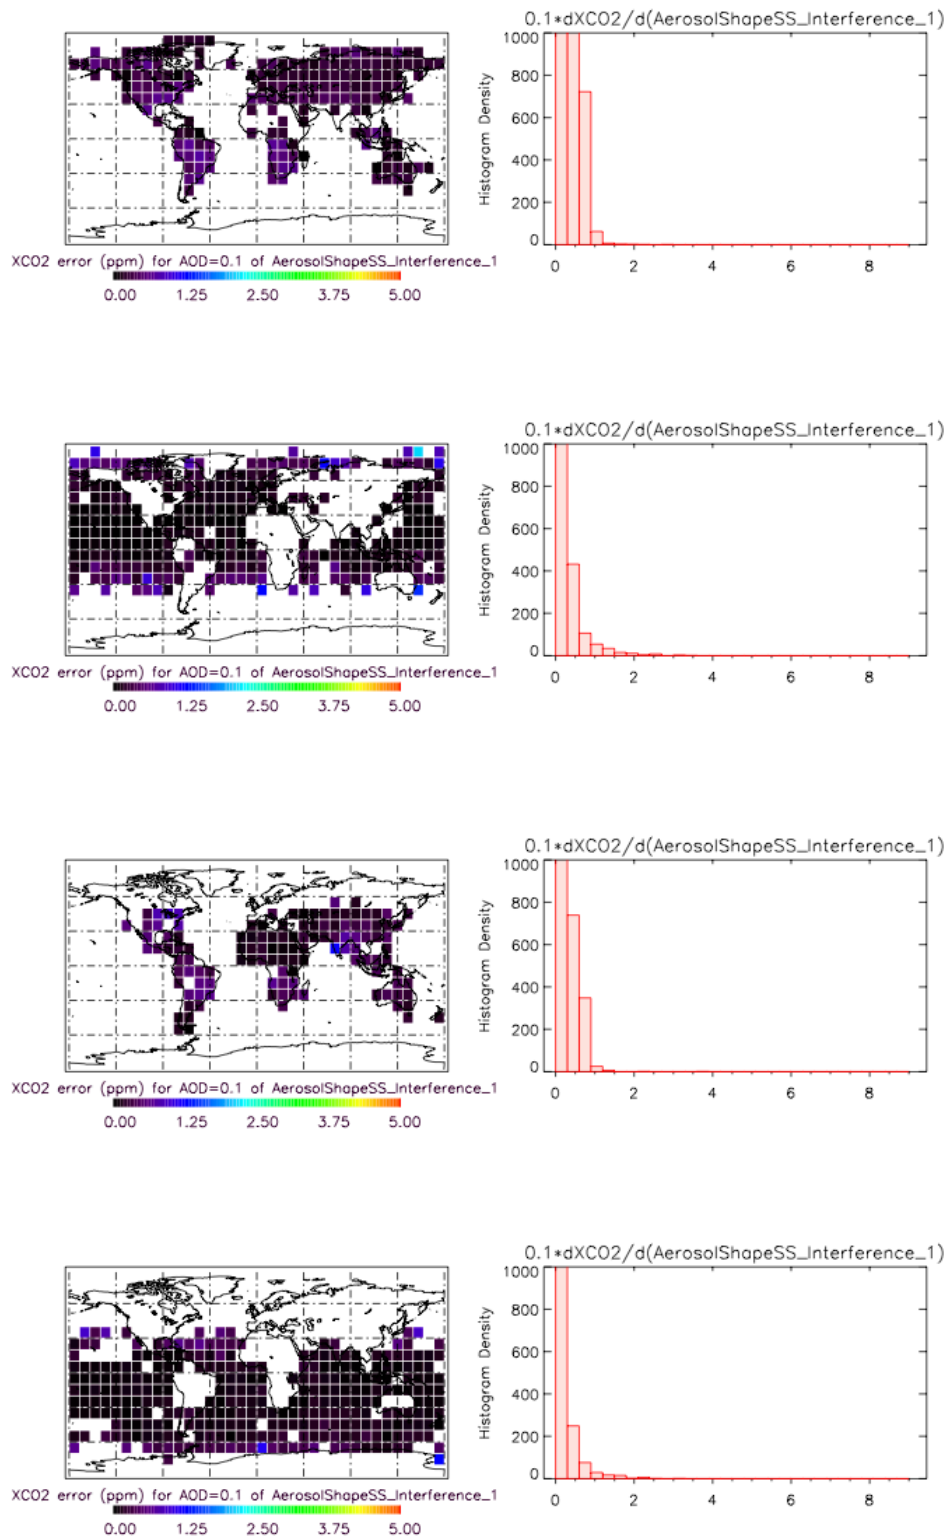 0.1*dXCO2/d(AerosolShapeSS_Interference_1)
1000
800
600
400
200
0
Histogram Density
0 2 4 6 8
XCO2 error (ppm) for AOD=0.1 of AerosolShapeSS_Interference_1
0.00 1.25 2.50 3.75 5.00
0.1*dXCO2/d(AerosolShapeSS_Interference_1)
1000
800
600
400
200
0
Histogram Density
0 2 4 6 8
XCO2 error (ppm) for AOD=0.1 of AerosolShapeSS_Interference_1
0.00 1.25 2.50 3.75 5.00
0.1*dXCO2/d(AerosolShapeSS_Interference_1)
1000
800
600
400
200
0
Histogram Density
0 2 4 6 8
XCO2 error (ppm) for AOD=0.1 of AerosolShapeSS_Interference_1
0.00 1.25 2.50 3.75 5.00
0.1*dXCO2/d(AerosolShapeSS_Interference_1)
1000
800
600
400
200
0
Histogram Density
0 2 4 6 8
XCO2 error (ppm) for AOD=0.1 of AerosolShapeSS_Interference_1
0.00 1.25 2.50 3.75 5.00